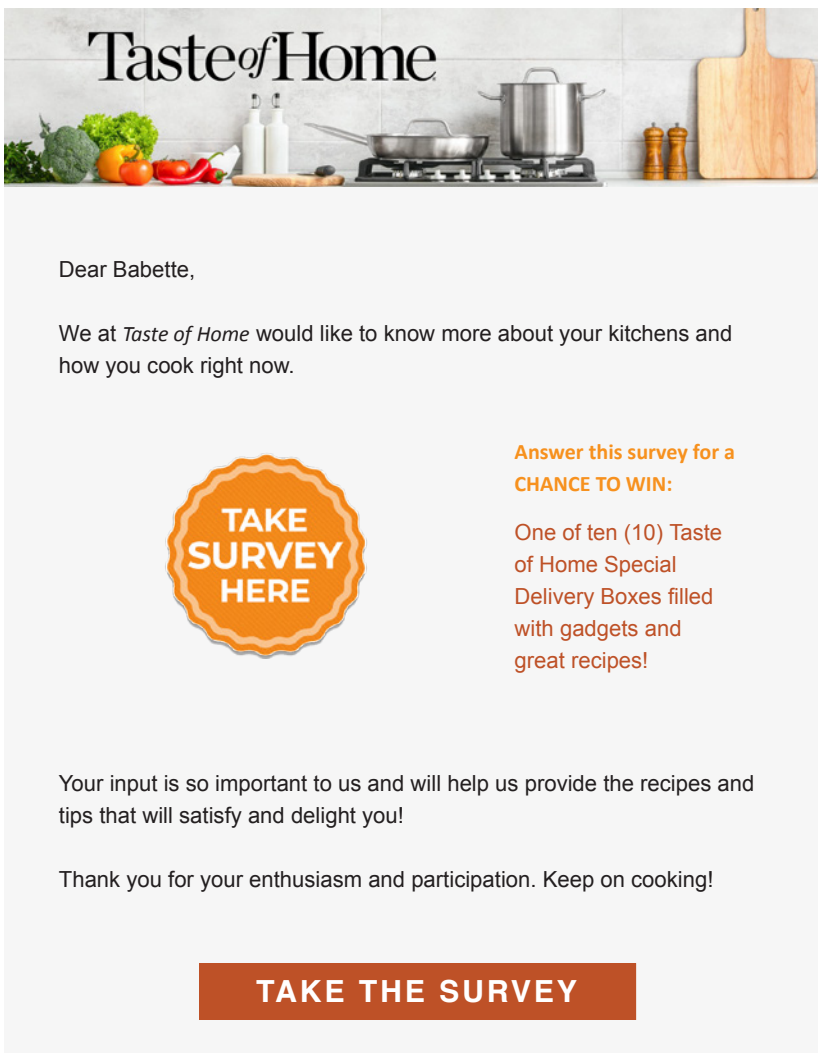 Taste of Home
Dear Babette,
We at Taste of Home would like to know more about your kitchens and
how you cook right now.
TAKE
SURVEY
HERE
Answer this survey for a
CHANCE TO WIN:
One of ten (10) Taste
of Home Special
Delivery Boxes filled
with gadgets and
great recipes!
Your input is so important to us and will help us provide the recipes and
tips that will satisfy and delight you!
Thank you for your enthusiasm and participation. Keep on cooking!
TAKE THE SURVEY